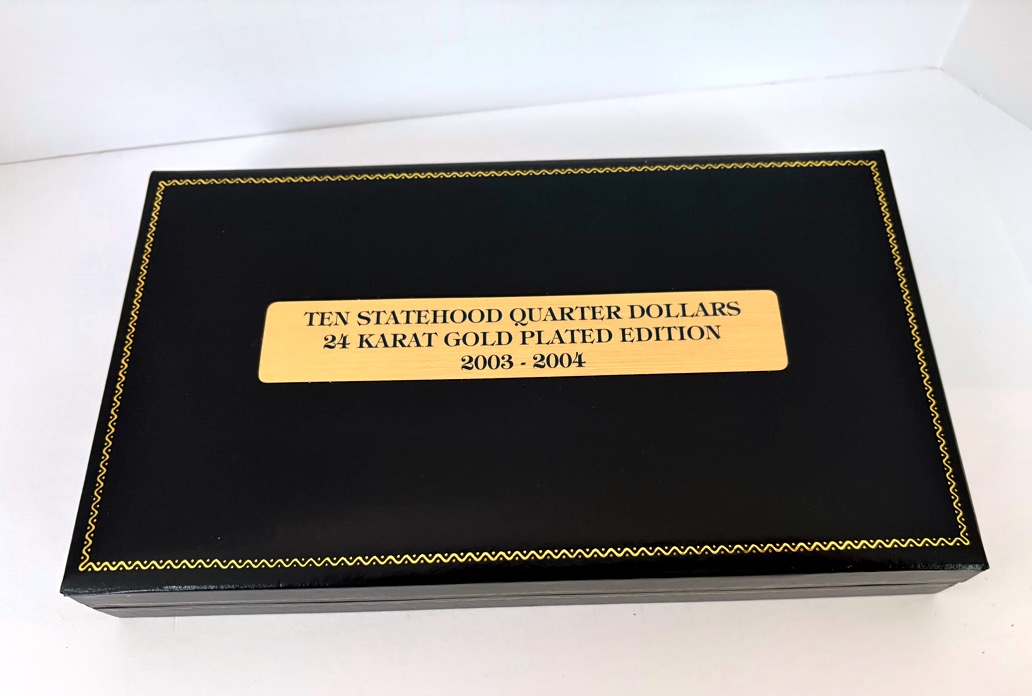 TEN STATEHOOD QUARTER DOLLARS
24 KARAT GOLD PLATED EDITION
2003 - 2004